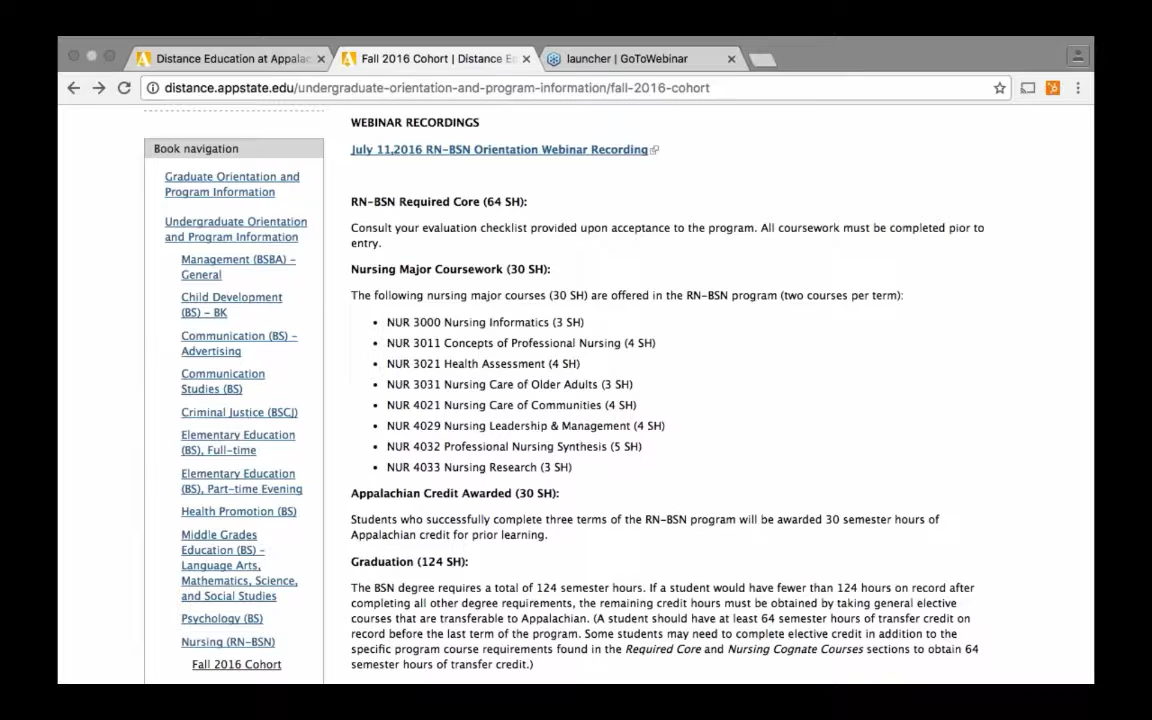 Distance Education at Appalac
Fall 2016 Cohort | Distance E
launcher | GoToWebinar
distance.appstate.edu/undergraduate-orientation-and-program-information/fall-2016-cohort
Book navigation
Graduate Orientation and
Program Information
Undergraduate Orientation
and Program Information
Management (BSBA) –
General
Child Development
(BS) – BK
Communication (BS) –
Advertising
Communication
Studies (BS)
Criminal Justice (BSCJ)
Elementary Education
(BS), Full-time
Elementary Education
(BS), Part-time Evening
Health Promotion (BS)
Middle Grades
Education (BS) –
Language Arts,
Mathematics, Science,
and Social Studies
Psychology (BS)
Nursing (RN-BSN)
Fall 2016 Cohort
WEBINAR RECORDINGS
July 11,2016 RN-BSN Orientation Webinar Recording
RN-BSN Required Core (64 SH):
Consult your evaluation checklist provided upon acceptance to the program. All coursework must be completed pior to
entry.
Nursing Major Coursework (30 SH):
The following nursing major courses (30 SH) are offered in the RN-BSN program (two courses per term):
• NUR 3000 Nursing Informatics (3 SH)
• NUR 3011 Concepts of Professional Nursing (4 SH)
• NUR 3021 Health Assessment (4 SH)
• NUR 3031 Nursing Care of Older Adults (3 SH)
• NUR 4021 Nursing Care of Communities (4 SH)
• NUR 4029 Nursing Leadership & Management (4 SH)
• NUR 4032 Professional Nursing Synthesis (5 SH)
• NUR 4033 Nursing Research (3 SH)
Appalachian Credit Awarded (30 SH):
Students who successfully complete three terms of the RN-BSN program will be awarded 30 semester hours of
Appalachian credit for prior learning.
Graduation (124 SH):
The BSN degree requires a total of 124 semester hours. If a student would have fewer than 124 hours on record after
completing all other degree requirements, the remaining credit hours must be obtained by taking general elective
courses that are transferable to Appalachian. (A student should have at least 64 semester hours of transfer credit on
record before the last term of the program. Some students may need to complete elective credit in addition to the
specific program course requirements found in the Required Core and Nursing Cognate Courses sections to obtain 64
semester hours of transfer credit.)